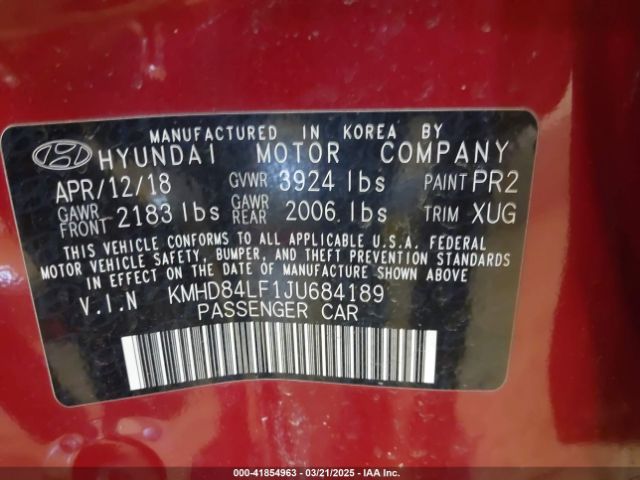 MANUFACTURED IN KOREA BY
HYUNDAI MOTOR COMPANY
APR/12/18 GVWR 3924 lbs PAINT PR2
GAWR FRONT 2183 lbs GAWR REAR 2006. lbs TRIM XUG
THIS VEHICLE CONFORMS TO ALL APPLICABLE U.S.A. FEDERAL
MOTOR VEHICLE SAFETY, BUMPER, AND THEFT PREVENTION STANDARDS
IN EFFECT ON THE DATE OF MANUFACTURE SHOWN ABOVE.
V.I.N KMHD84LF1JU684189
PASSENGER CAR
000-41854963 - 03/21/2025 - IAA Inc.